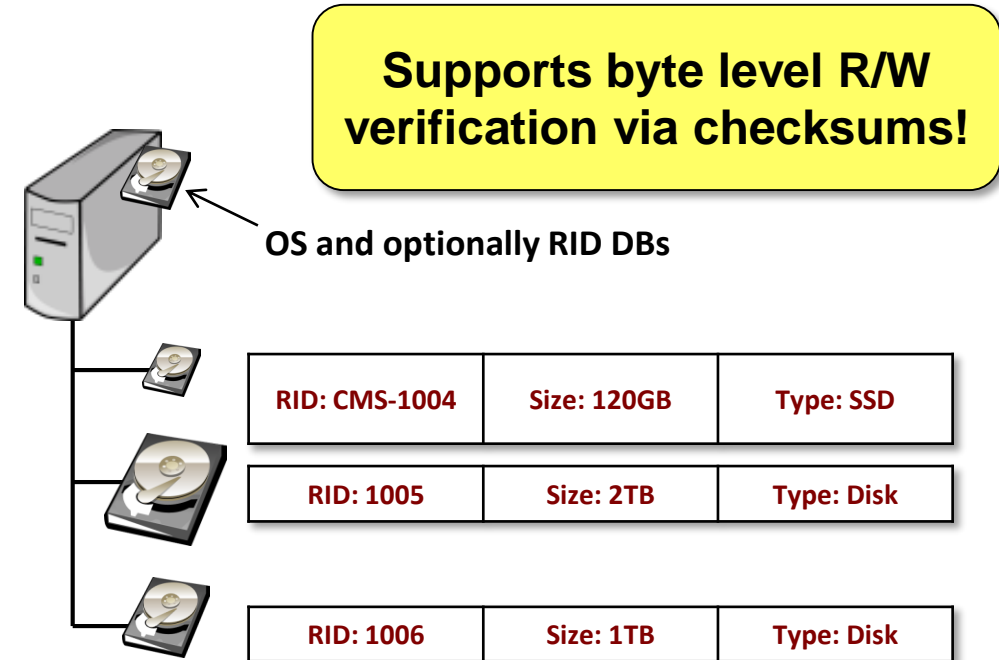 Supports byte level R/W
verification via checksums!
OS and optionally RID DBs
RID: CMS-1004 Size: 120GB Type: SSD
RID: 1005 Size: 2TB Type: Disk
RID: 1006 Size: 1TB Type: Disk